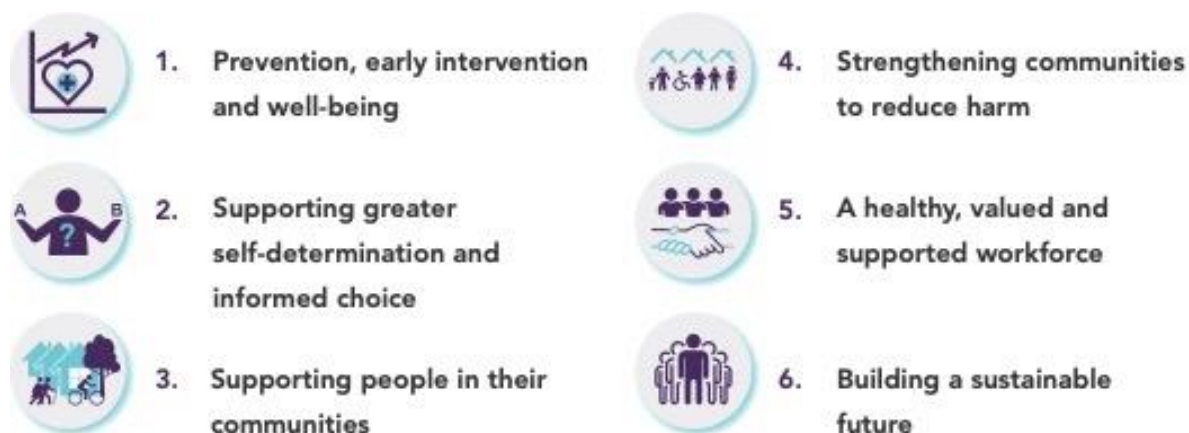 1. Prevention, early intervention
and well-being
A B
?
2. Supporting greater
self-determination and
informed choice
3. Supporting people in their
communities
4. Strengthening communities
to reduce harm
5. A healthy, valued and
supported workforce
6. Building a sustainable
future